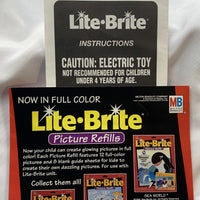 Lite-Brite
INSTRUCTIONS
CAUTION: ELECTRIC TOY
NOT RECOMMENDED FOR CHILDREN
UNDER 4 YEARS OF AGE.
NOW IN FULL COLOR
MB
Lite-Brite
Picture Refills
Now your child can create glowing pictures in full
color! Each Picture Refill features 12 full-color
pictures and 8 blank guide sheets for kids to
create their own dazzling pictures. For use
with Lite-Brite unit.
Collect them all!
Lite-Brite
Lite-Brite
SEA WORLD